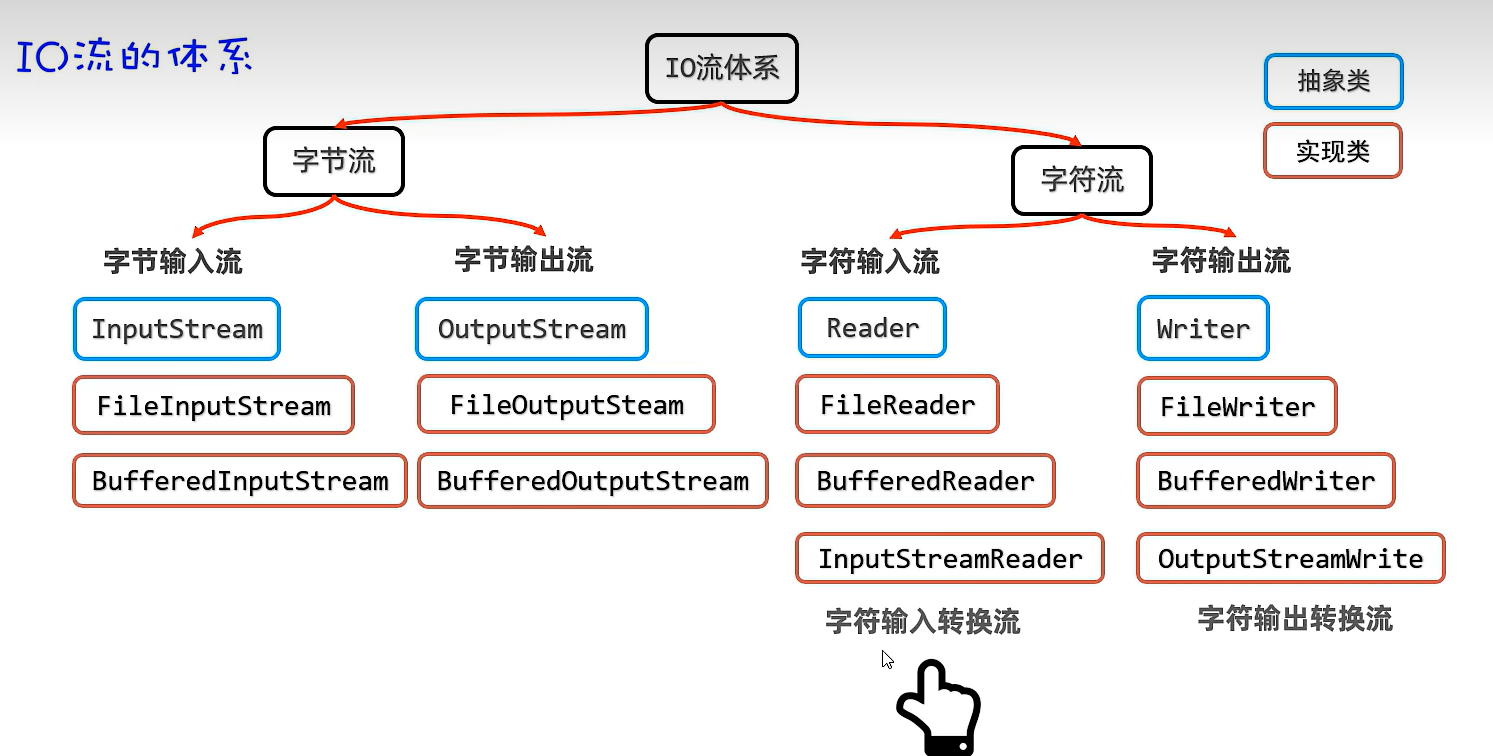 IO流的体系
IO流体系
抽象类
实现类
字节流
字符流
字节输入流
字节输出流
字符输入流
字符输出流
InputStream
OutputStream
Reader
Writer
FileInputStream
FileOutputSteam
FileReader
FileWriter
BufferedInputStream
BufferedOutputStream
BufferedReader
BufferedWriter
InputStreamReader
OutputStreamWrite
字符输入转换流
字符输出转换流